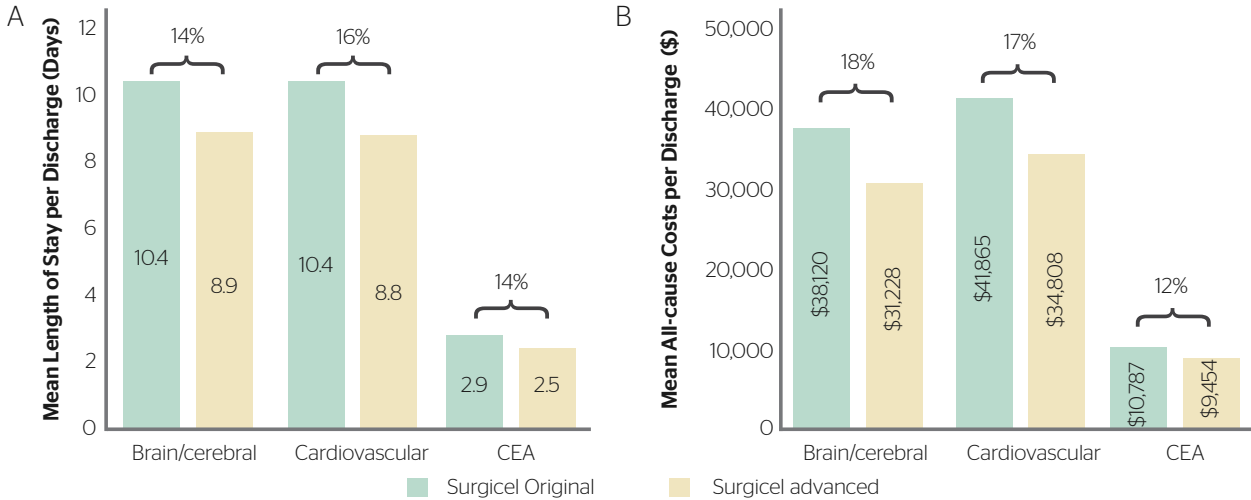 A
Mean Length of Stay per Discharge (Days)
12
10
8
6
4
2
0
14%
16%
14%
10.4
8.9
10.4
8.8
2.9
2.5
Brain/cerebral
Cardiovascular
CEA
B
Mean All-cause Costs per Discharge ($)
50,000
40,000
30,000
20,000
10,000
0
18%
17%
12%
$38,120
$31,228
$41,865
$34,808
$10,787
$9,454
Brain/cerebral
Cardiovascular
CEA
Surgicel Original
Surgicel advanced